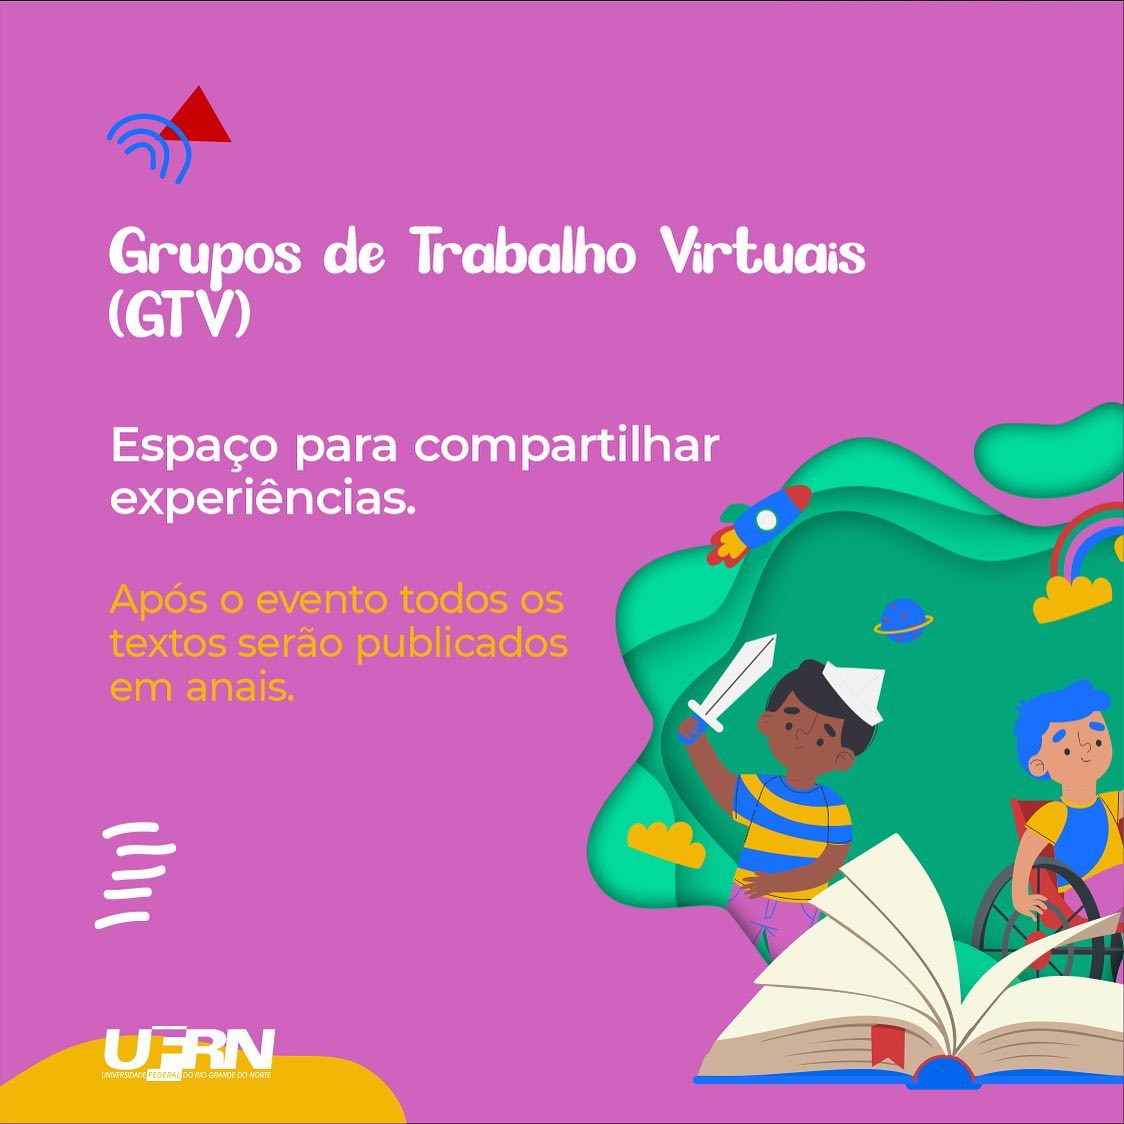 Grupos de Trabalho Virtuais
(GTV)
Espaço para compartilhar
experiências.
Após o evento todos os
textos serão publicados
em anais.
UFRN
UNIVERSIDADE FEDERAL DO RIO GRANDE DO NORTE